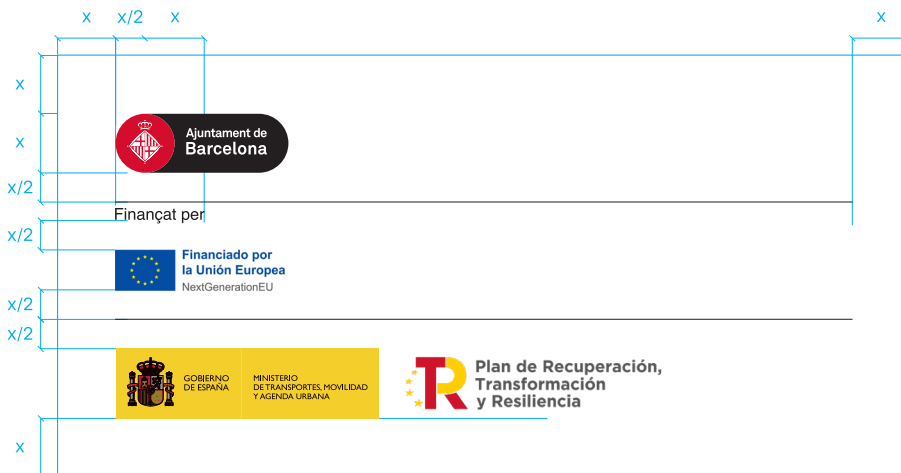 x x/2 x x
x
x
Ajuntament de
Barcelona
x/2
Finançat per
x/2
Financiado por
la Unión Europea
NextGenerationEU
x/2
x/2
GOBIERNO
DE ESPAÑA
MINISTERIO
DE TRANSPORTES, MOVILIDAD
Y AGENDA URBANA
TR
Plan de Recuperación,
Transformación
y Resiliencia
x